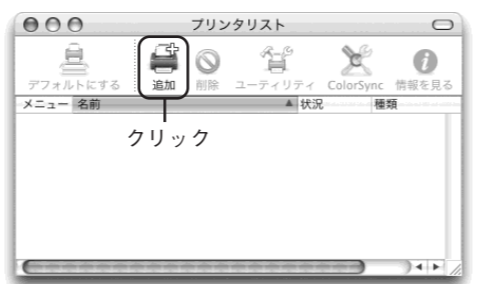 プリンタリスト
デフォルトにする 追加 削除 ユーティリティ ColorSync 情報を見る
メニュー 名前 状況 種類
クリック